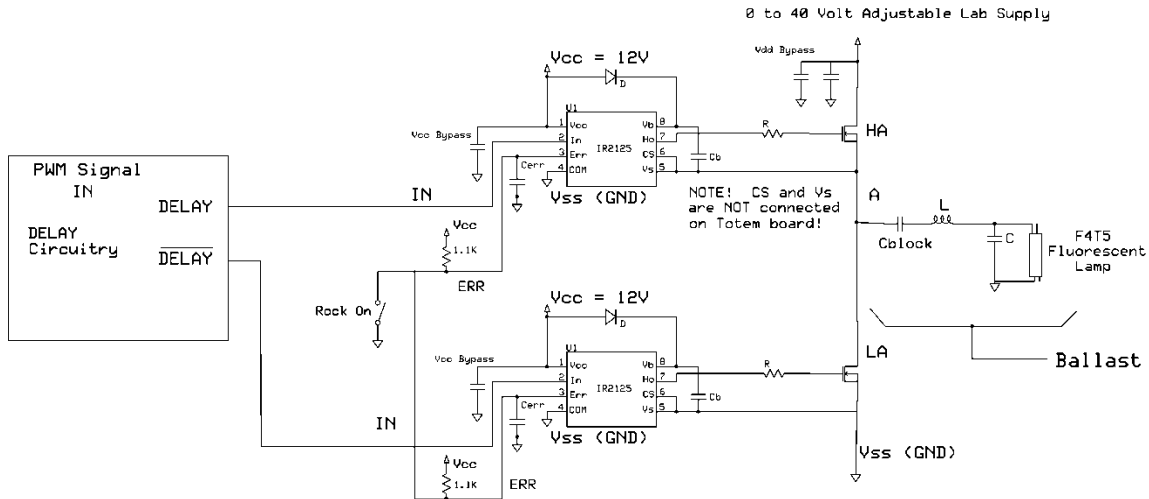 0 to 40 Volt Adjustable Lab Supply
Vdd Bypass
Vcc = 12V
D
U1
Vcc Bypass
1 Vcc Vb 8
2 In Ho 7
3 Err CS 6
4 COM Vs 5
IR2125
R
HA
Cerr
Cb
Vss (GND)
NOTE! CS and Vs
are NOT connected
on Totem board!
A
PWM Signal
IN
DELAY
DELAY
Circuitry
DELAY
IN
Vcc
1.1K
ERR
Rock On
Cblock
L
C
F4T5
Fluorescent
Lamp
Vcc = 12V
D
U1
Vcc Bypass
1 Vcc Vb 8
2 In Ho 7
3 Err CS 6
4 COM Vs 5
IR2125
R
LA
Ballast
Cerr
Cb
IN
Vss (GND)
Vss (GND)
Vcc
1.1K
ERR